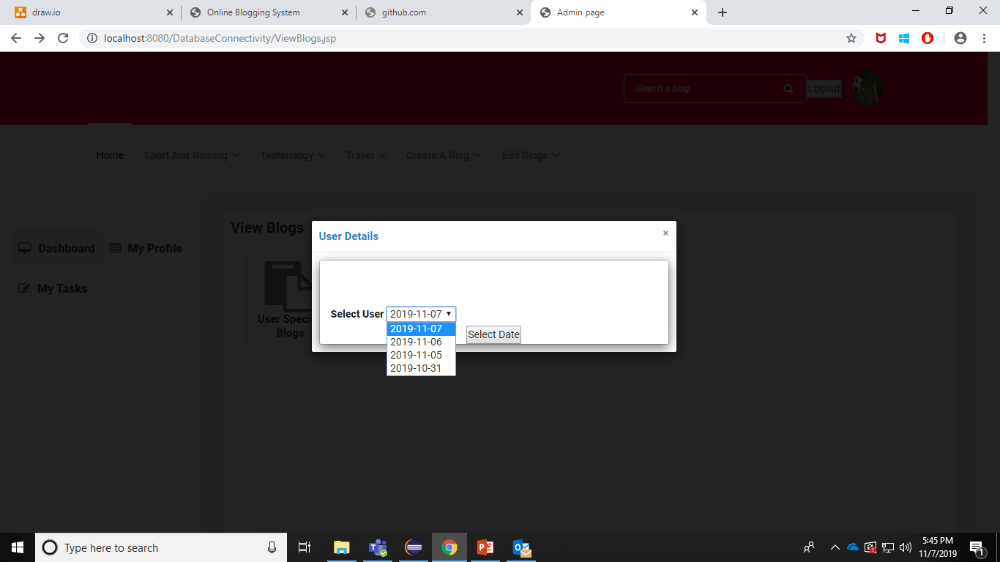 draw.io
Online Blogging System
github.com
Admin page
localhost:8080/DatabaseConnectivity/ViewBlogs.jsp
Search a blog
Logout
Home
Sport And Gaming
Technology
Travel
Create A Blog
Edit Blogs
Dashboard
My Profile
My Tasks
View Blogs
User Speci
Blogs
User Details
×
Select User
2019-11-07
2019-11-07
2019-11-06
2019-11-05
2019-10-31
Select Date
Type here to search
5:45 PM
11/7/2019
1